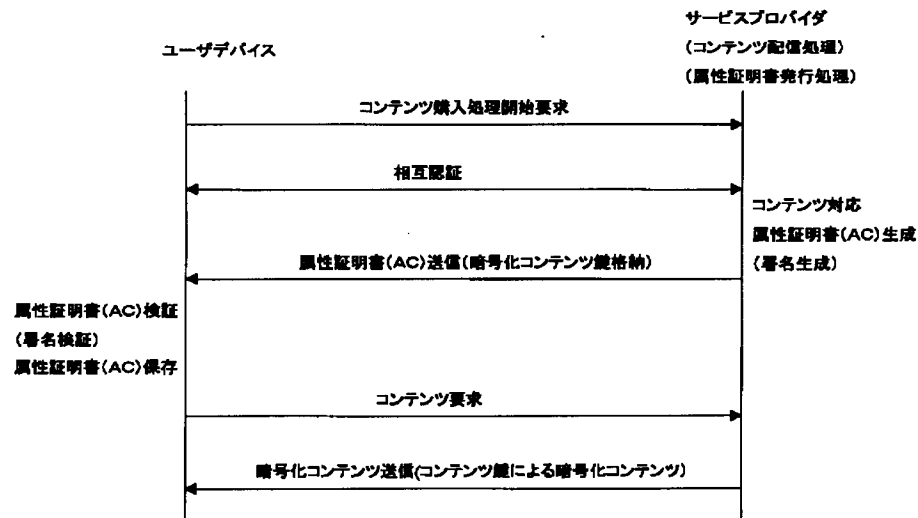 サービスプロバイダ
(コンテンツ配信処理)
(属性証明書発行処理)
ユーザデバイス
コンテンツ購入処理開始要求
相互認証
コンテンツ対応
属性証明書(AC)生成
(署名生成)
属性証明書(AC)送信(暗号化コンテンツ鍵格納)
属性証明書(AC)検証
(署名検証)
属性証明書(AC)保存
コンテンツ要求
暗号化コンテンツ送信(コンテンツ鍵による暗号化コンテンツ)